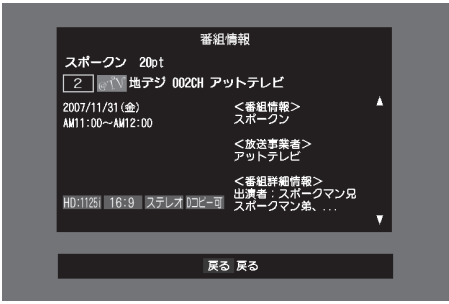 番組情報
スポークン 20pt
2 地デジ 002CH アットテレビ
2007/11/31(金)
AM11:00～AM12:00
＜番組情報＞
スポークン
＜放送事業者＞
アットテレビ
＜番組詳細情報＞
出演者：スポークマン兄
スポークマン弟、...
HD:1125i 16:9 ステレオ Dコピー可
戻る 戻る